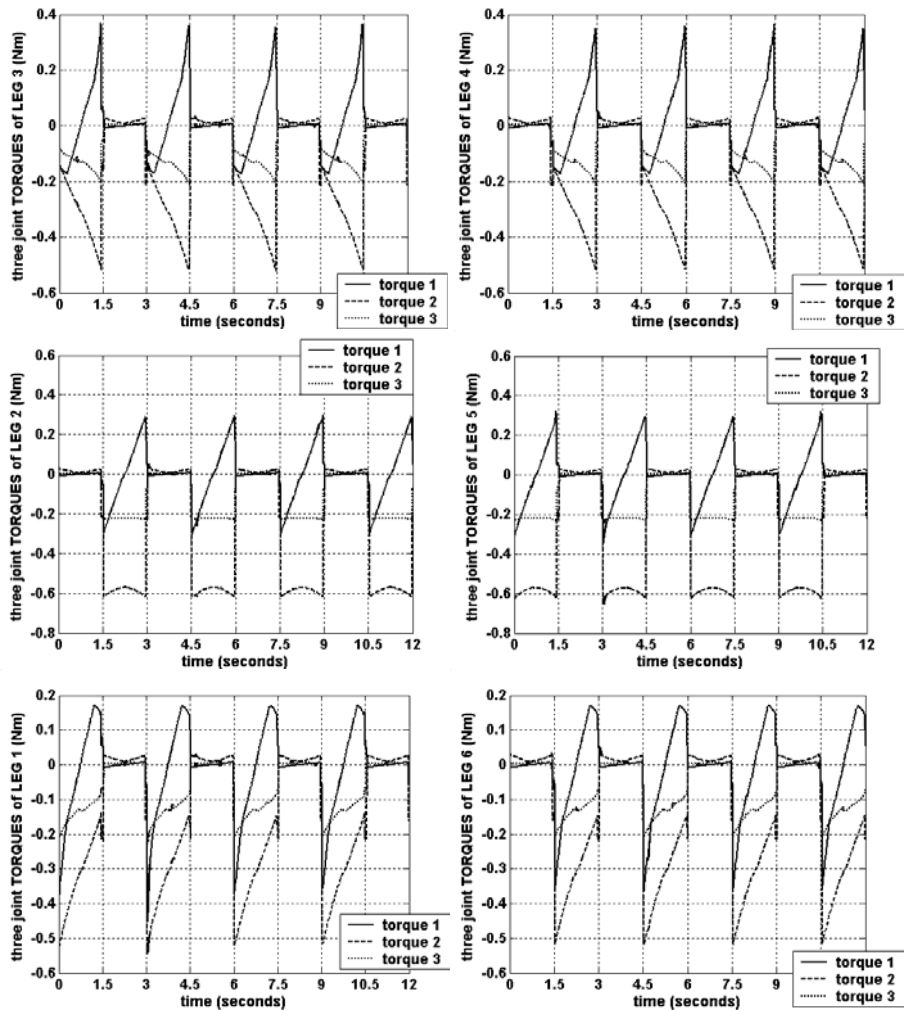 three joint TORQUES of LEG 3 (Nm)
0.4
0.2
0
-0.2
-0.4
-0.6
0 1.5 3 4.5 6 7.5 9
time (seconds)
torque 1
torque 2
torque 3
three joint TORQUES of LEG 4 (Nm)
0.4
0.2
0
-0.2
-0.4
-0.6
0 1.5 3 4.5 6 7.5 9
time (seconds)
torque 1
torque 2
torque 3
three joint TORQUES of LEG 2 (Nm)
0.6
0.4
0.2
0
-0.2
-0.4
-0.6
-0.8
0 1.5 3 4.5 6 7.5 9 10.5 12
time (seconds)
torque 1
torque 2
torque 3
three joint TORQUES of LEG 5 (Nm)
0.6
0.4
0.2
0
-0.2
-0.4
-0.6
-0.8
0 1.5 3 4.5 6 7.5 9 10.5 12
time (seconds)
torque 1
torque 2
torque 3
three joint TORQUES of LEG 1 (Nm)
0.2
0.1
0
-0.1
-0.2
-0.3
-0.4
-0.5
-0.6
0 1.5 3 4.5 6 7.5 9 10.5 12
time (seconds)
torque 1
torque 2
torque 3
three joint TORQUES of LEG 6 (Nm)
0.2
0.1
0
-0.1
-0.2
-0.3
-0.4
-0.5
-0.6
0 1.5 3 4.5 6 7.5 9
time (seconds)
torque 1
torque 2
torque 3